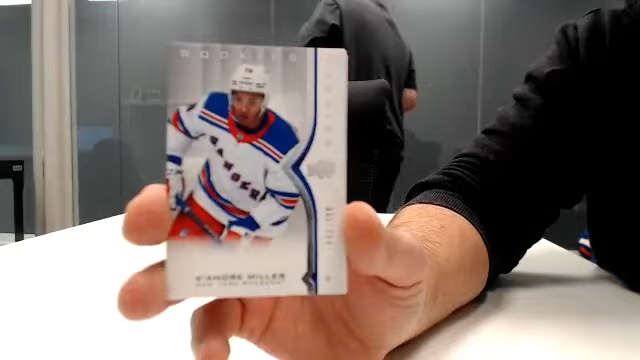 ROOKIES
RANGERS
K'ANDRE MILLER
NEW YORK RANGERS